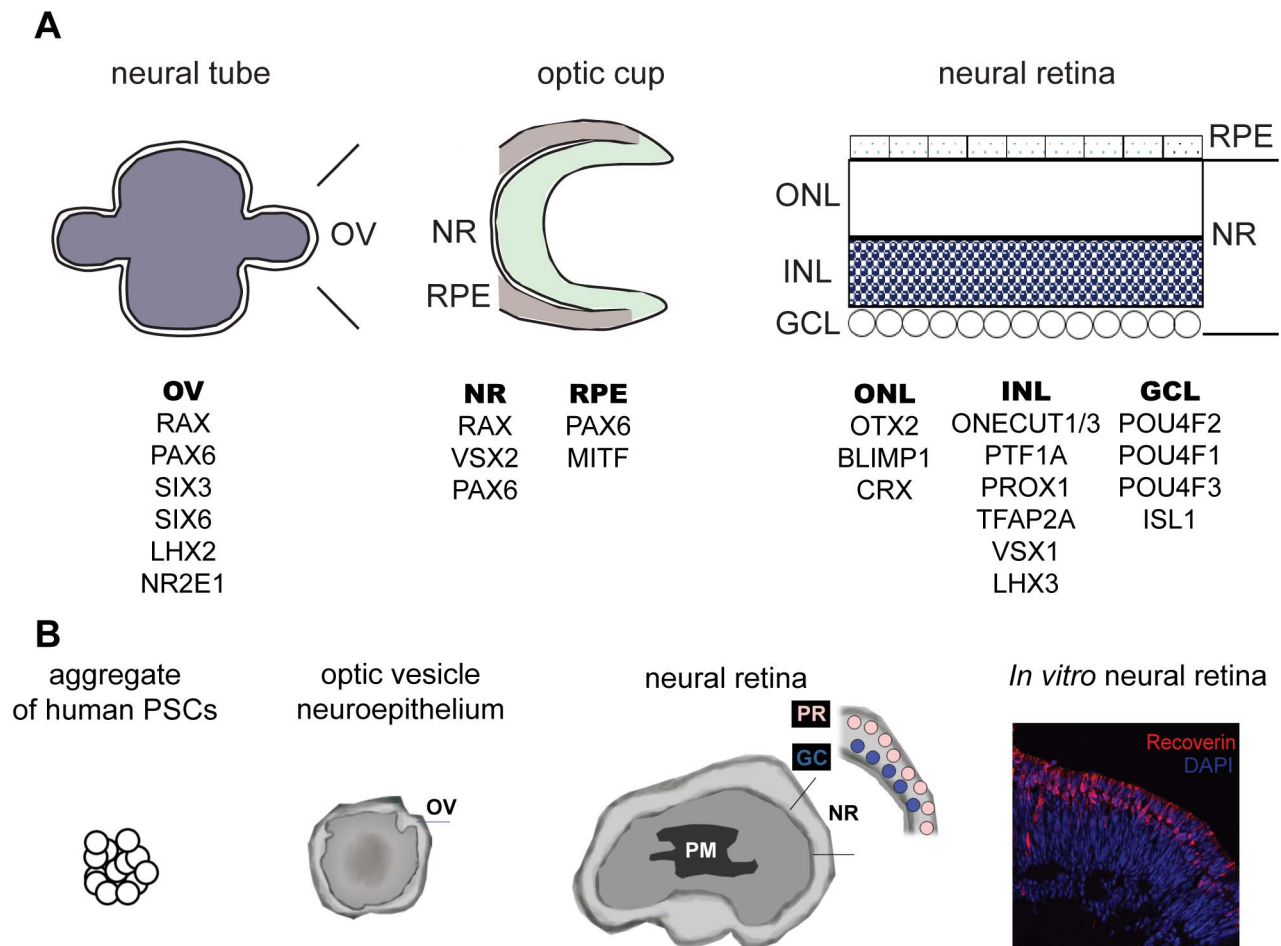 A
neural tube
optic cup
neural retina
OV
NR
RPE
ONL
INL
GCL
RPE
NR
OV
RAX
PAX6
SIX3
SIX6
LHX2
NR2E1
NR
RAX
VSX2
PAX6
RPE
PAX6
MITF
ONL
OTX2
BLIMP1
CRX
INL
ONECUT1/3
PTF1A
PROX1
TFAP2A
VSX1
LHX3
GCL
POU4F2
POU4F1
POU4F3
ISL1
B
aggregate
of human PSCs
optic vesicle
neuroepithelium
OV
neural retina
PR
GC
NR
PM
In vitro neural retina
Recoverin
DAPI